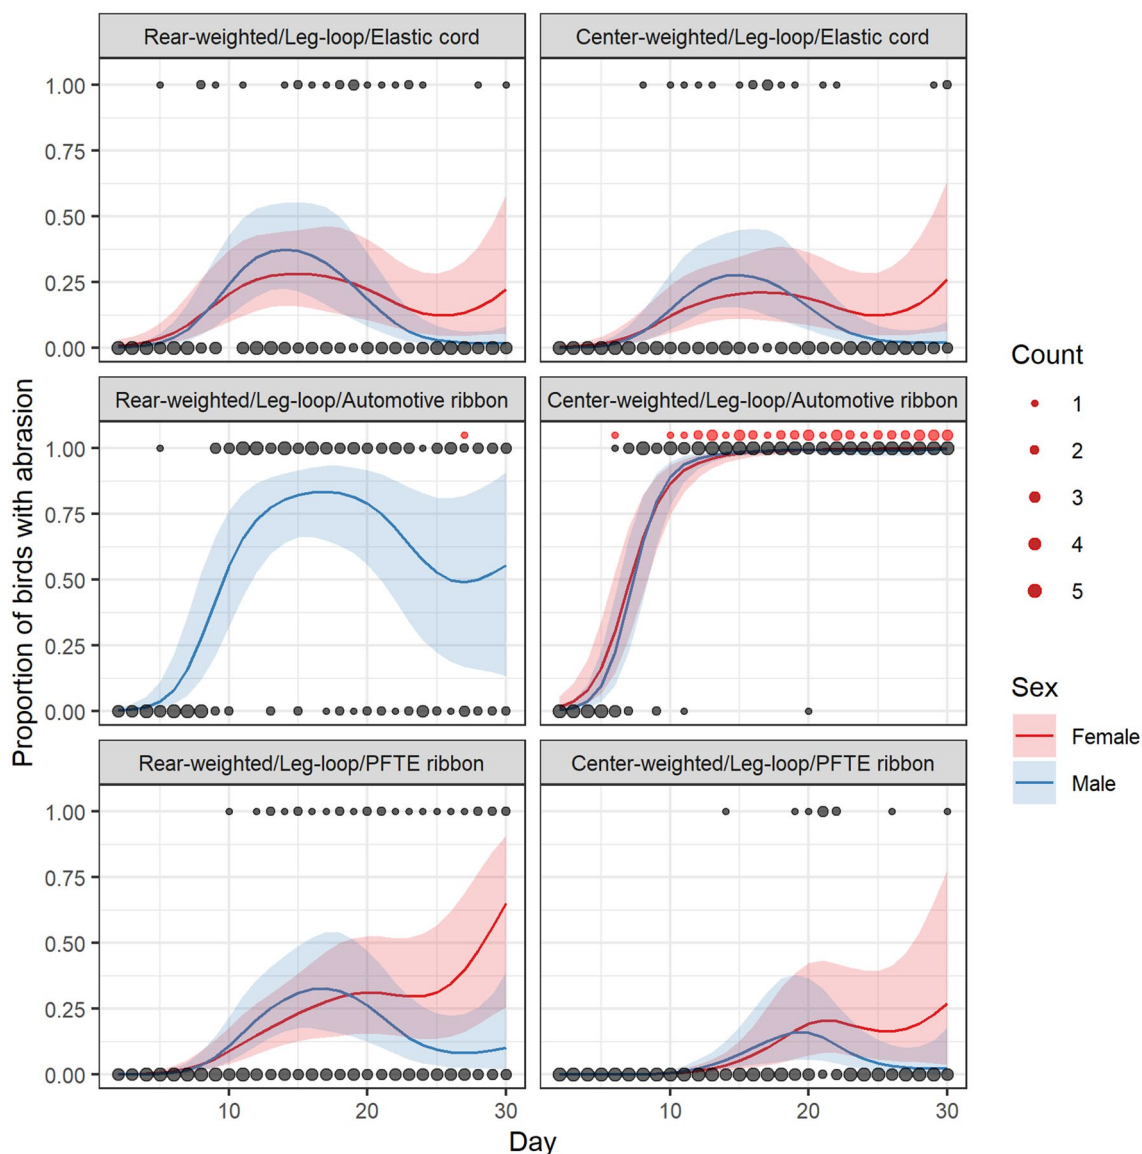 Rear-weighted/Leg-loop/Elastic cord
Center-weighted/Leg-loop/Elastic cord
1.00
0.75
0.50
0.25
0.00
Rear-weighted/Leg-loop/Automotive ribbon
Center-weighted/Leg-loop/Automotive ribbon
1.00
0.75
0.50
0.25
0.00
Rear-weighted/Leg-loop/PFTE ribbon
Center-weighted/Leg-loop/PFTE ribbon
1.00
0.75
0.50
0.25
0.00
10 20 30
10 20 30
Day
Proportion of birds with abrasion
Count
1
2
3
4
5
Sex
Female
Male